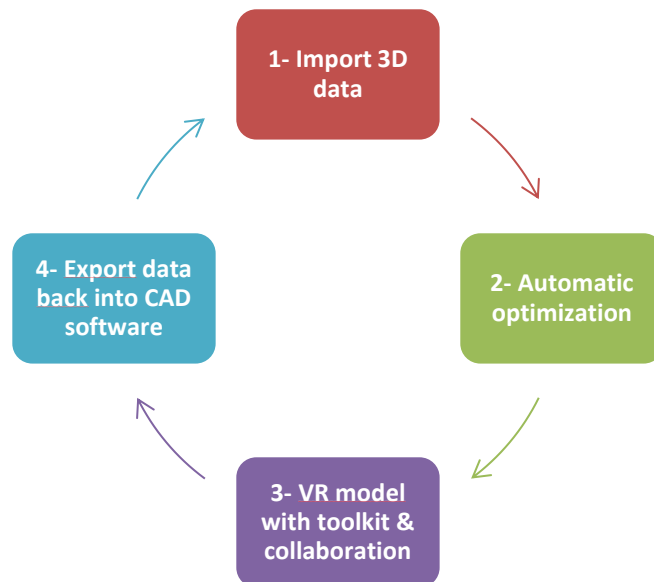 1- Import 3D
data
2- Automatic
optimization
3- VR model
with toolkit &
collaboration
4- Export data
back into CAD
software